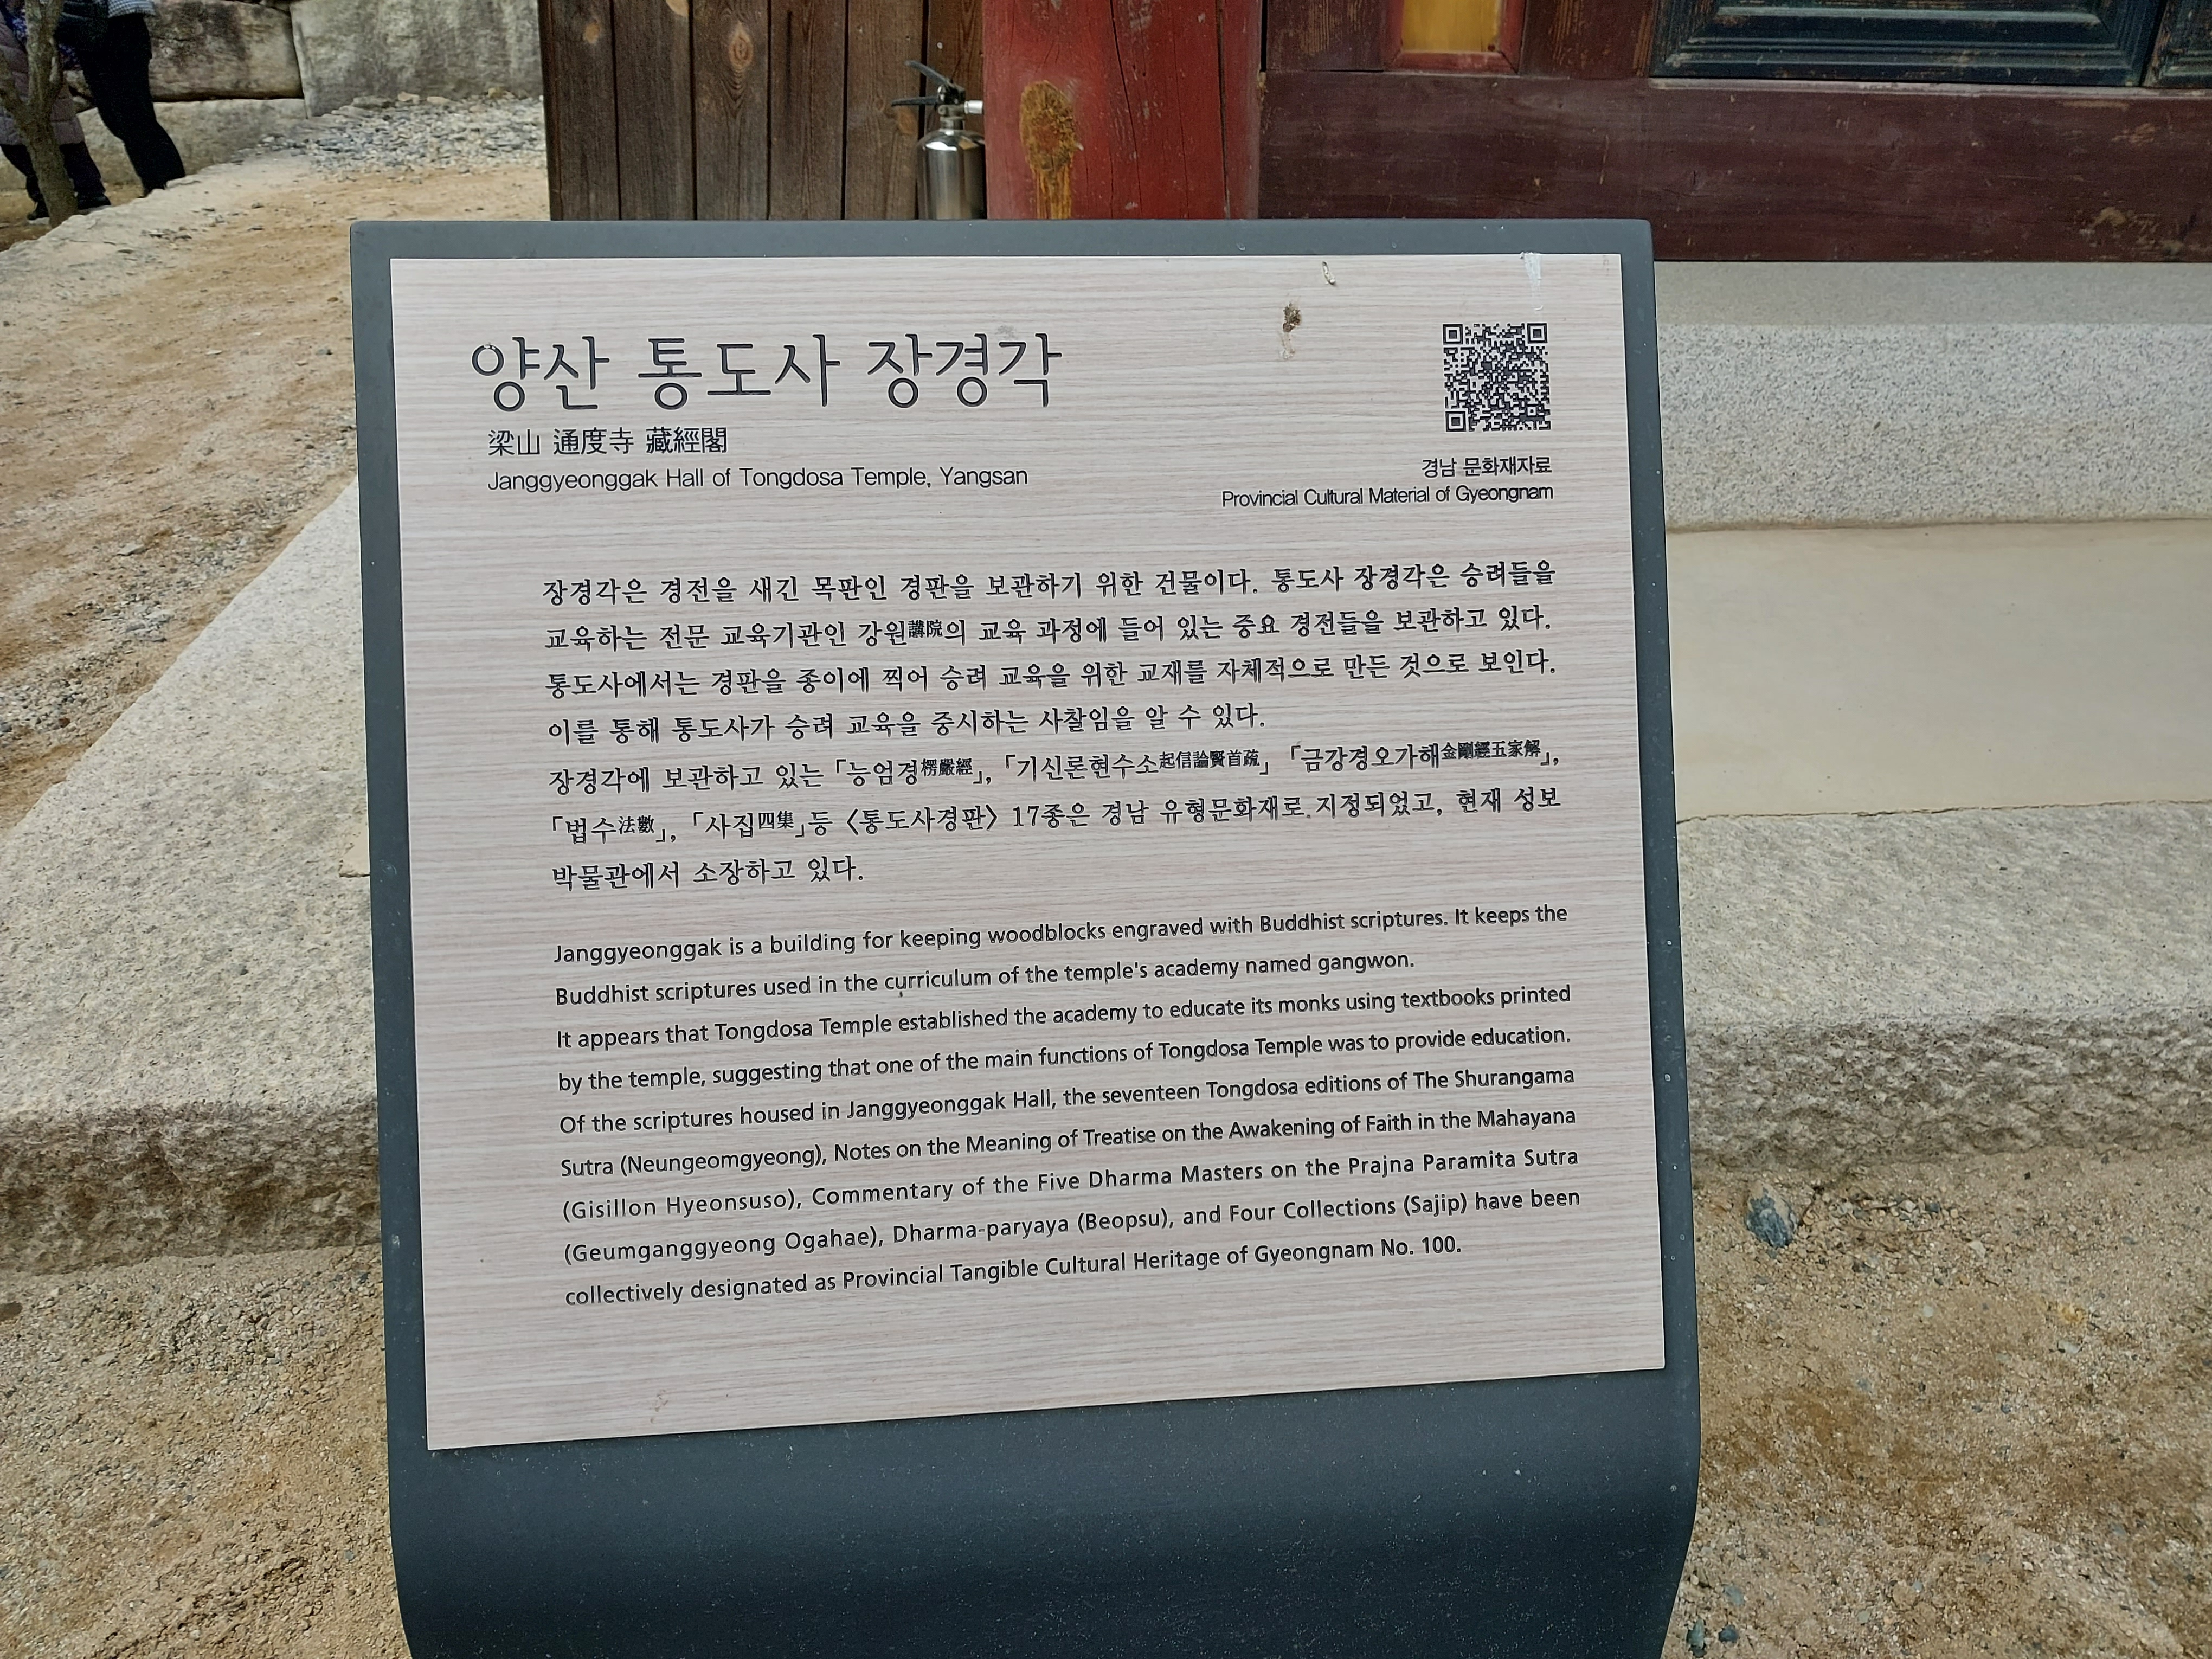 양산 통도사 장경각
梁山 通度寺 藏經閣
Janggyeonggak Hall of Tongdosa Temple, Yangsan
경남 문화재자료
Provincial Cultural Material of Gyeongnam
장경각은 경전을 새긴 목판인 경판을 보관하기 위한 건물이다. 통도사 장경각은 승려들을
교육하는 전문 교육기관인 강원講院의 교육 과정에 들어 있는 중요 경전들을 보관하고 있다.
통도사에서는 경판을 종이에 찍어 승려 교육을 위한 교재를 자체적으로 만든 것으로 보인다.
이를 통해 통도사가 승려 교육을 중시하는 사찰임을 알 수 있다.
장경각에 보관하고 있는 「능엄경楞嚴經」, 「기신론현수소起信論賢首疏」 「금강경오가해金剛經五家解」,
「법수法數」, 「사집四集」등 〈통도사경판〉 17종은 경남 유형문화재로 지정되었고, 현재 성보
박물관에서 소장하고 있다.
Janggyeonggak is a building for keeping woodblocks engraved with Buddhist scriptures. It keeps the
Buddhist scriptures used in the curriculum of the temple's academy named gangwon.
It appears that Tongdosa Temple established the academy to educate its monks using textbooks printed
by the temple, suggesting that one of the main functions of Tongdosa Temple was to provide education.
Of the scriptures housed in Janggyeonggak Hall, the seventeen Tongdosa editions of The Shurangama
Sutra (Neungeomgyeong), Notes on the Meaning of Treatise on the Awakening of Faith in the Mahayana
(Gisillon Hyeonsuso), Commentary of the Five Dharma Masters on the Prajna Paramita Sutra
(Geumganggyeong Ogahae), Dharma-paryaya (Beopsu), and Four Collections (Sajip) have been
collectively designated as Provincial Tangible Cultural Heritage of Gyeongnam No. 100.